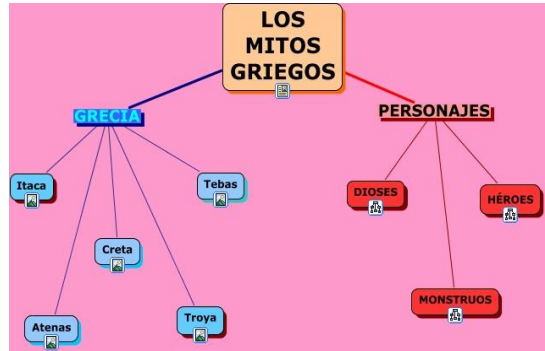 LOS
MITOS
GRIEGOS
GRECIA
PERSONAJES
Itaca
Tebas
Creta
Atenas
Troya
DIOSES
HÉROES
MONSTRUOS